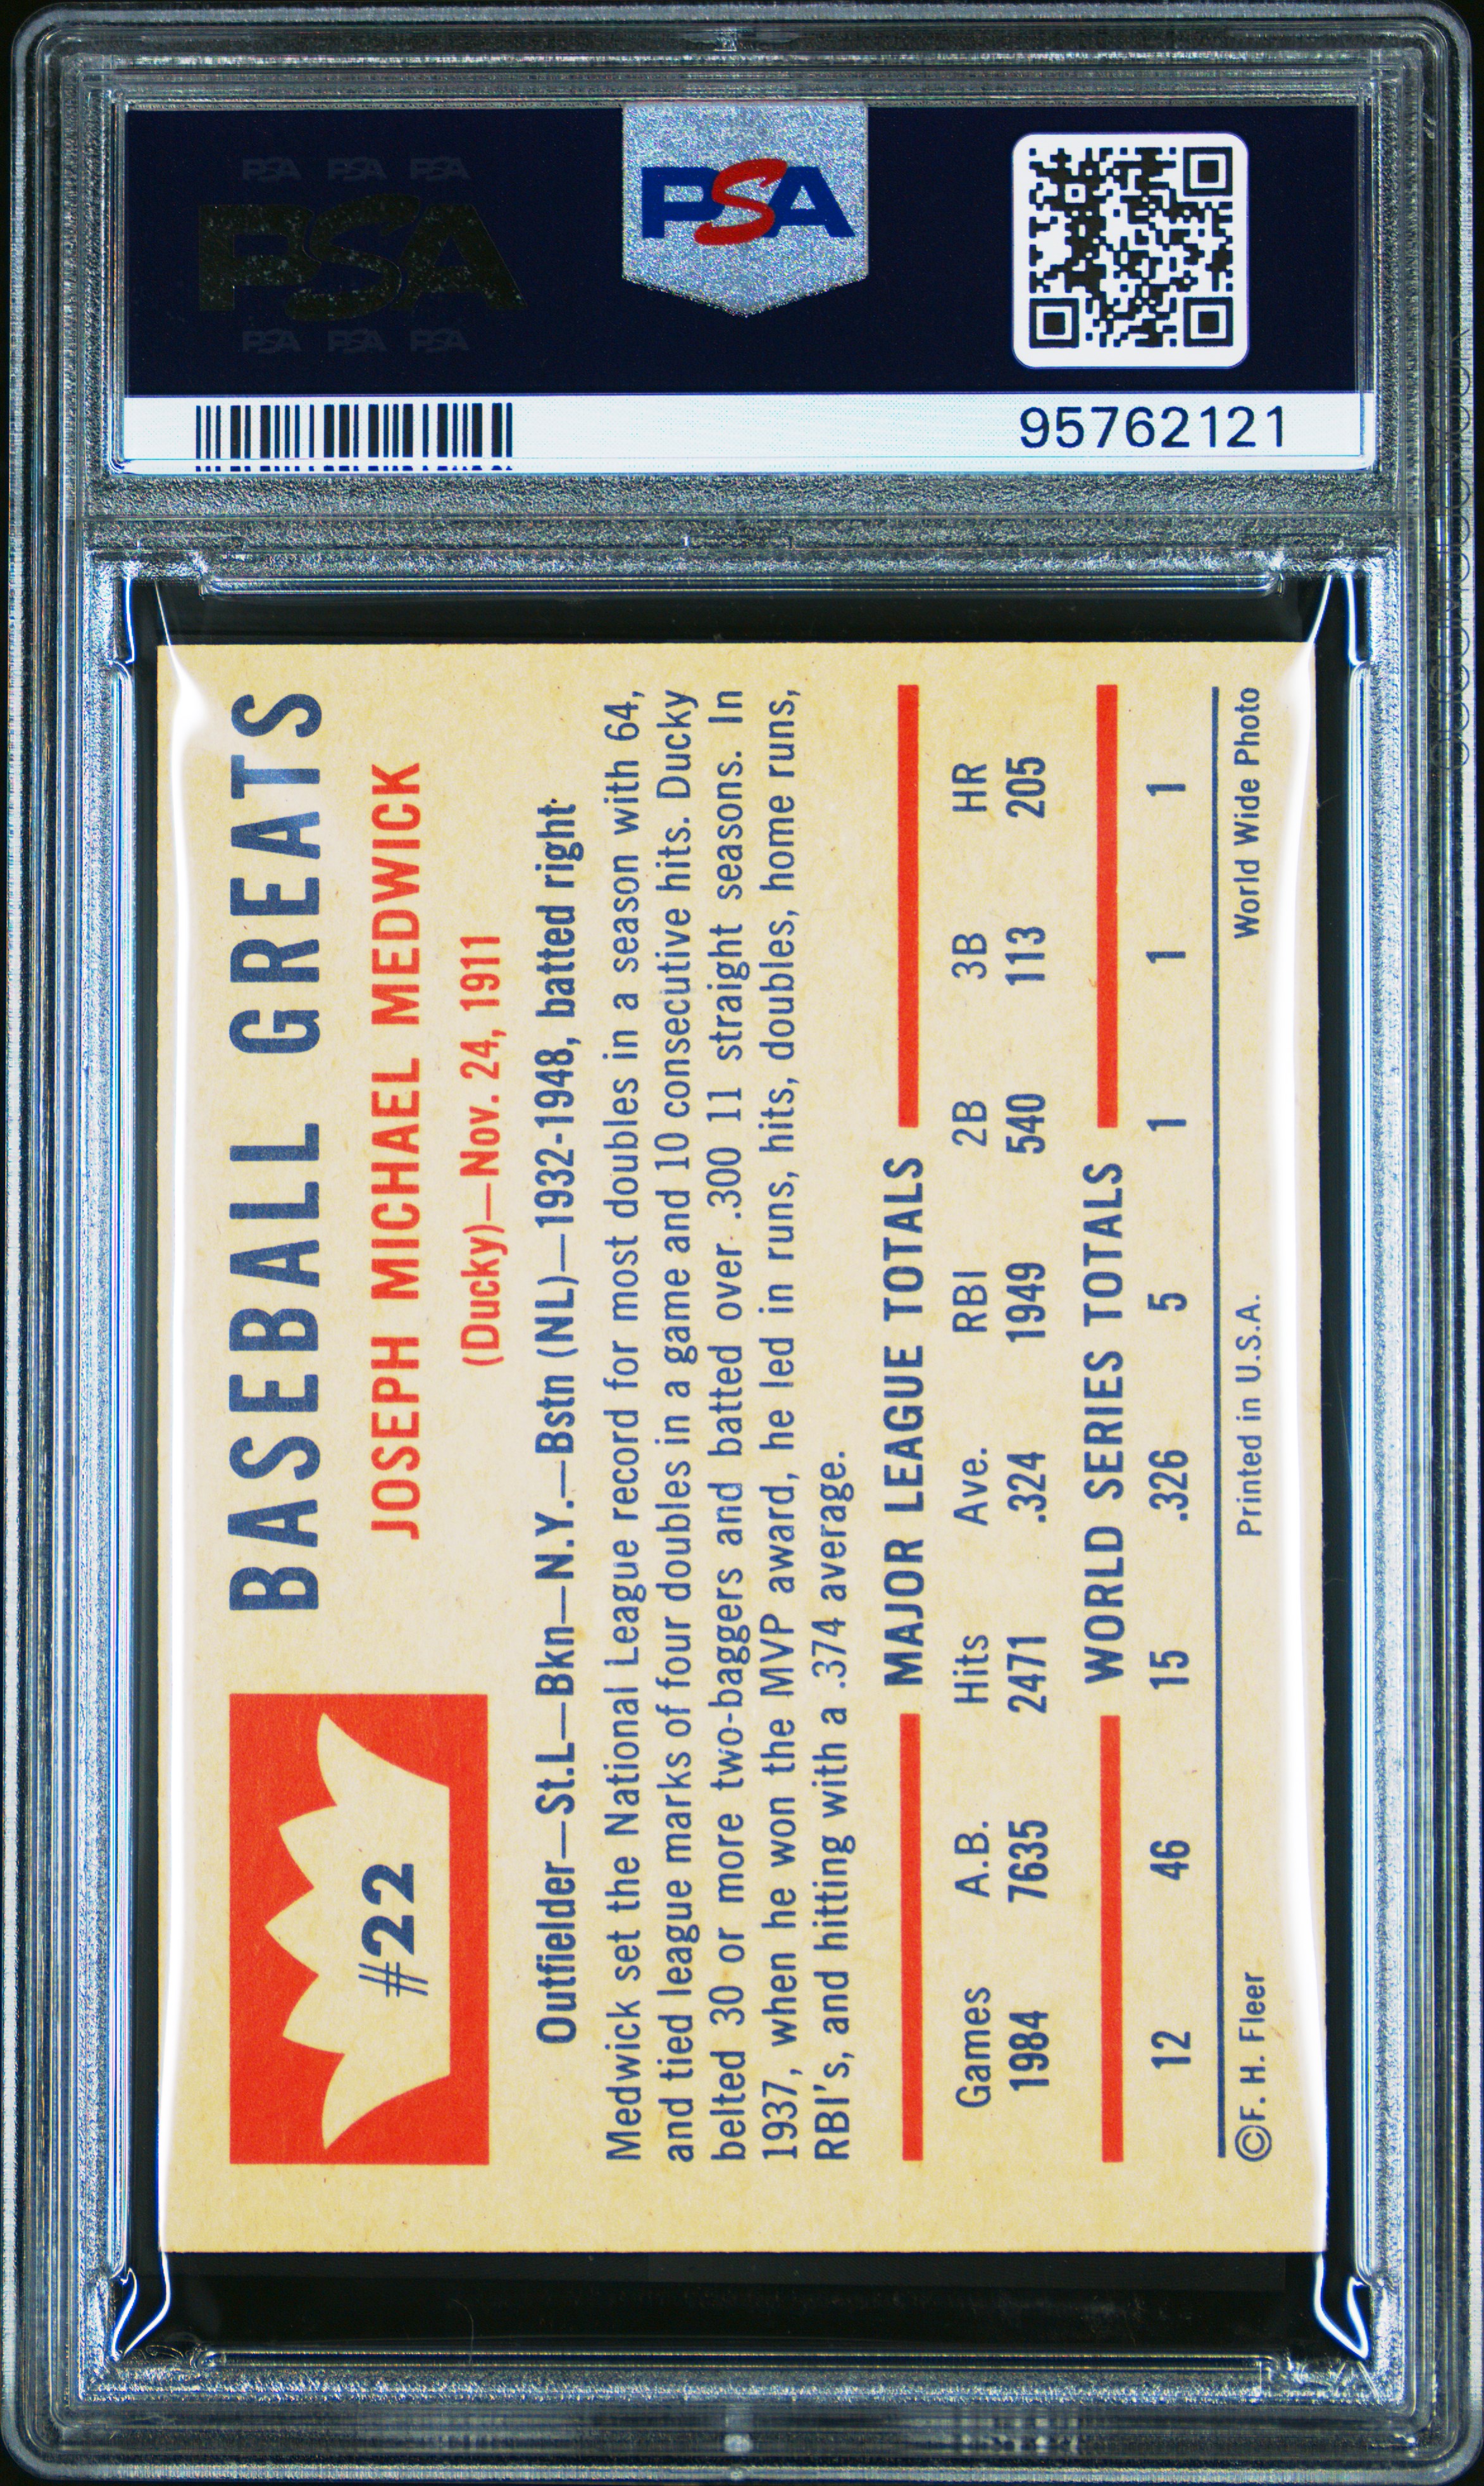 PSA PSA PSA
PSA
PSA PSA PSA
PSA
95762121
#22
BASEBALL GREATS
JOSEPH MICHAEL MEDWICK
(Ducky)—Nov. 24, 1911
Outfielder—St.L—Bkn—N.Y.—Bstn (NL)—1932-1948, batted right
Medwick set the National League record for most doubles in a season with 64,
and tied league marks of four doubles in a game and 10 consecutive hits. Ducky
belted 30 or more two-baggers and batted over .300 11 straight seasons. In
1937, when he won the MVP award, he led in runs, hits, doubles, home runs,
RBI's, and hitting with a .374 average.
MAJOR LEAGUE TOTALS
Games A.B. Hits Ave. RBI 2B 3B HR
1984 7635 2471 .324 1949 540 113 205
WORLD SERIES TOTALS
12 46 15 .326 5 1 1 1
©F. H. Fleer Printed in U.S.A. World Wide Photo